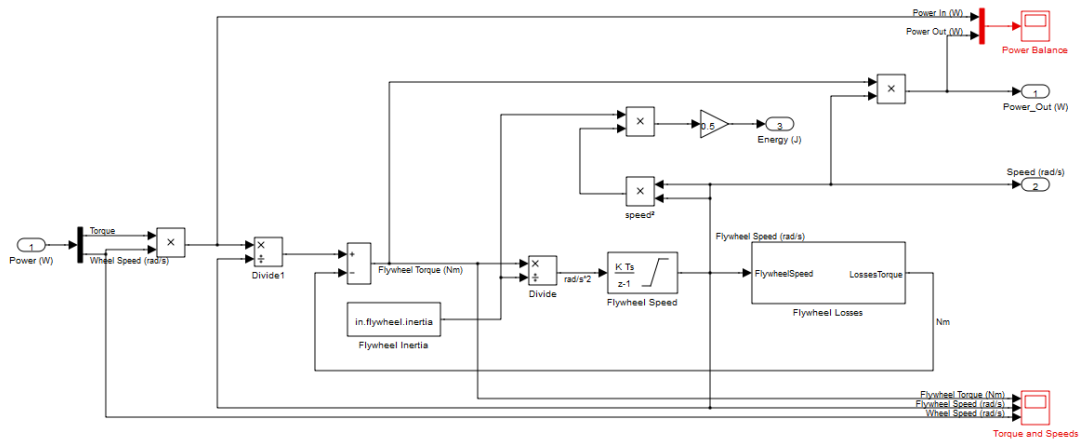 Power In (W)
Power Out (W)
Power Balance
×
1
Power_Out (W)
×
0.5
3
Energy (J)
Speed (rad/s)
2
×
speed²
1
Power (W)
Torque
Wheel Speed (rad/s)
×
×
÷
Divide1
+
−
Flywheel Torque (Nm)
×
÷
Divide
rad/s^2
K Ts
z-1
Flywheel Speed
Flywheel Speed (rad/s)
FlywheelSpeed
LossesTorque
Flywheel Losses
Nm
in.flywheel.inertia
Flywheel Inertia
Flywheel Torque (Nm)
Flywheel Speed (rad/s)
Wheel Speed (rad/s)
Torque and Speeds